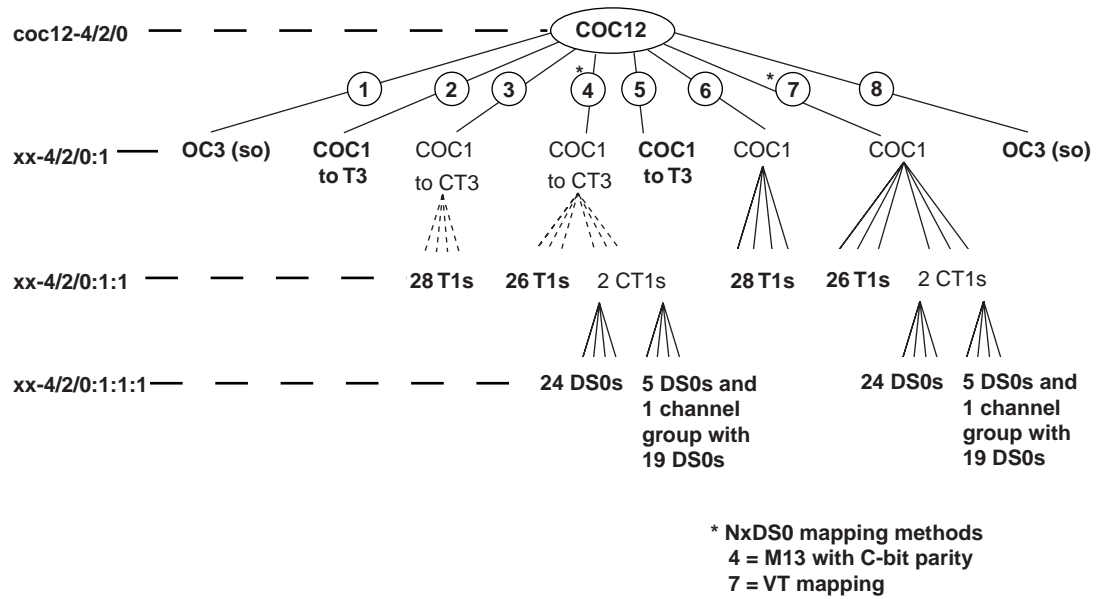 coc12-4/2/0
COC12
1
2
3
*
4
5
6
*
7
8
xx-4/2/0:1
OC3 (so)
COC1
to T3
COC1
to CT3
COC1
to CT3
COC1
to T3
COC1
COC1
OC3 (so)
xx-4/2/0:1:1
28 T1s
26 T1s
2 CT1s
28 T1s
26 T1s
2 CT1s
xx-4/2/0:1:1:1
24 DS0s
5 DS0s and
1 channel
group with
19 DS0s
24 DS0s
5 DS0s and
1 channel
group with
19 DS0s
* NxDS0 mapping methods
4 = M13 with C-bit parity
7 = VT mapping